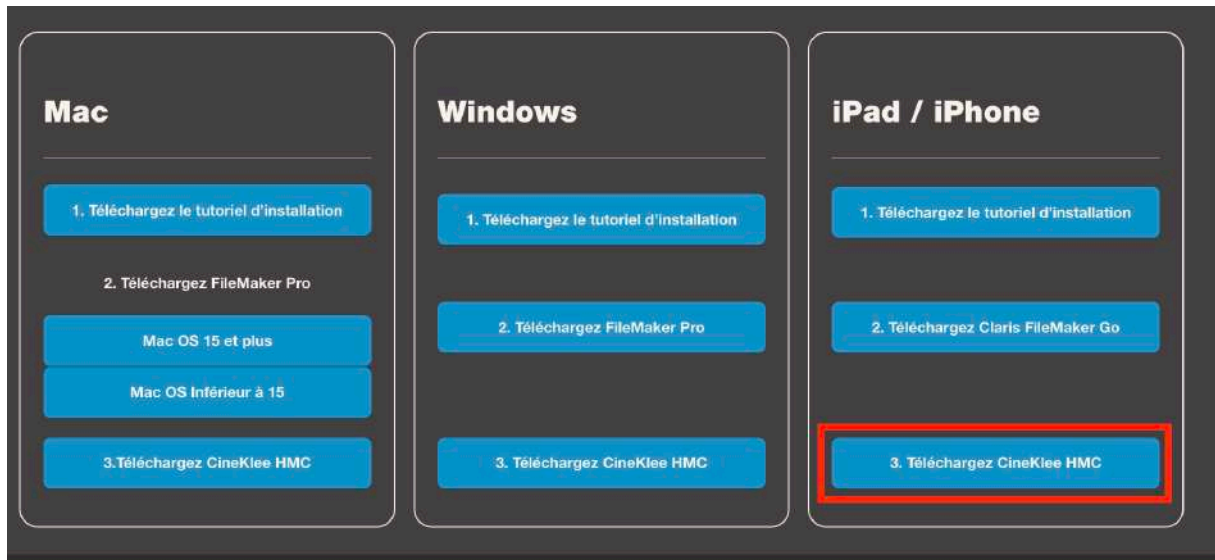 Mac
1. Téléchargez le tutoriel d'installation
2. Téléchargez FileMaker Pro
Mac OS 15 et plus
Mac OS Inférieur à 15
3.Téléchargez CineKlee HMC
Windows
1. Téléchargez le tutoriel d'installation
2. Téléchargez FileMaker Pro
3. Téléchargez CineKlee HMC
iPad / iPhone
1. Téléchargez le tutoriel d'installation
2. Téléchargez Claris FileMaker Go
3. Téléchargez CineKlee HMC